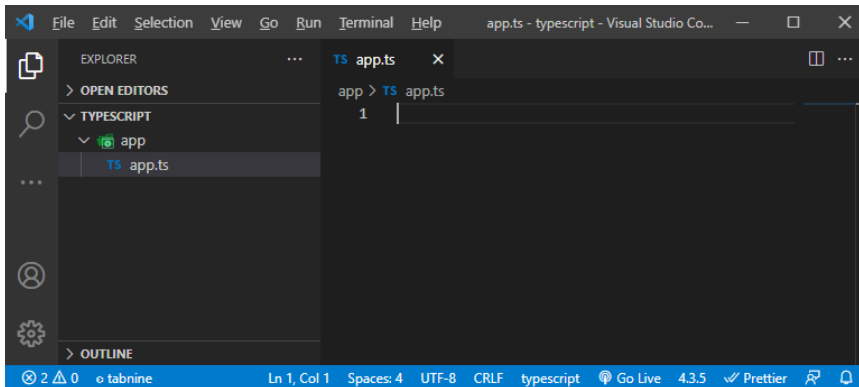 File Edit Selection View Go Run Terminal Help app.ts - typescript - Visual Studio Co...
EXPLORER
OPEN EDITORS
TYPESCRIPT
app
TS app.ts
OUTLINE
TS app.ts
app > TS app.ts
1
2 0 tabnine Ln 1, Col 1 Spaces: 4 UTF-8 CRLF typescript Go Live 4.3.5 Prettier